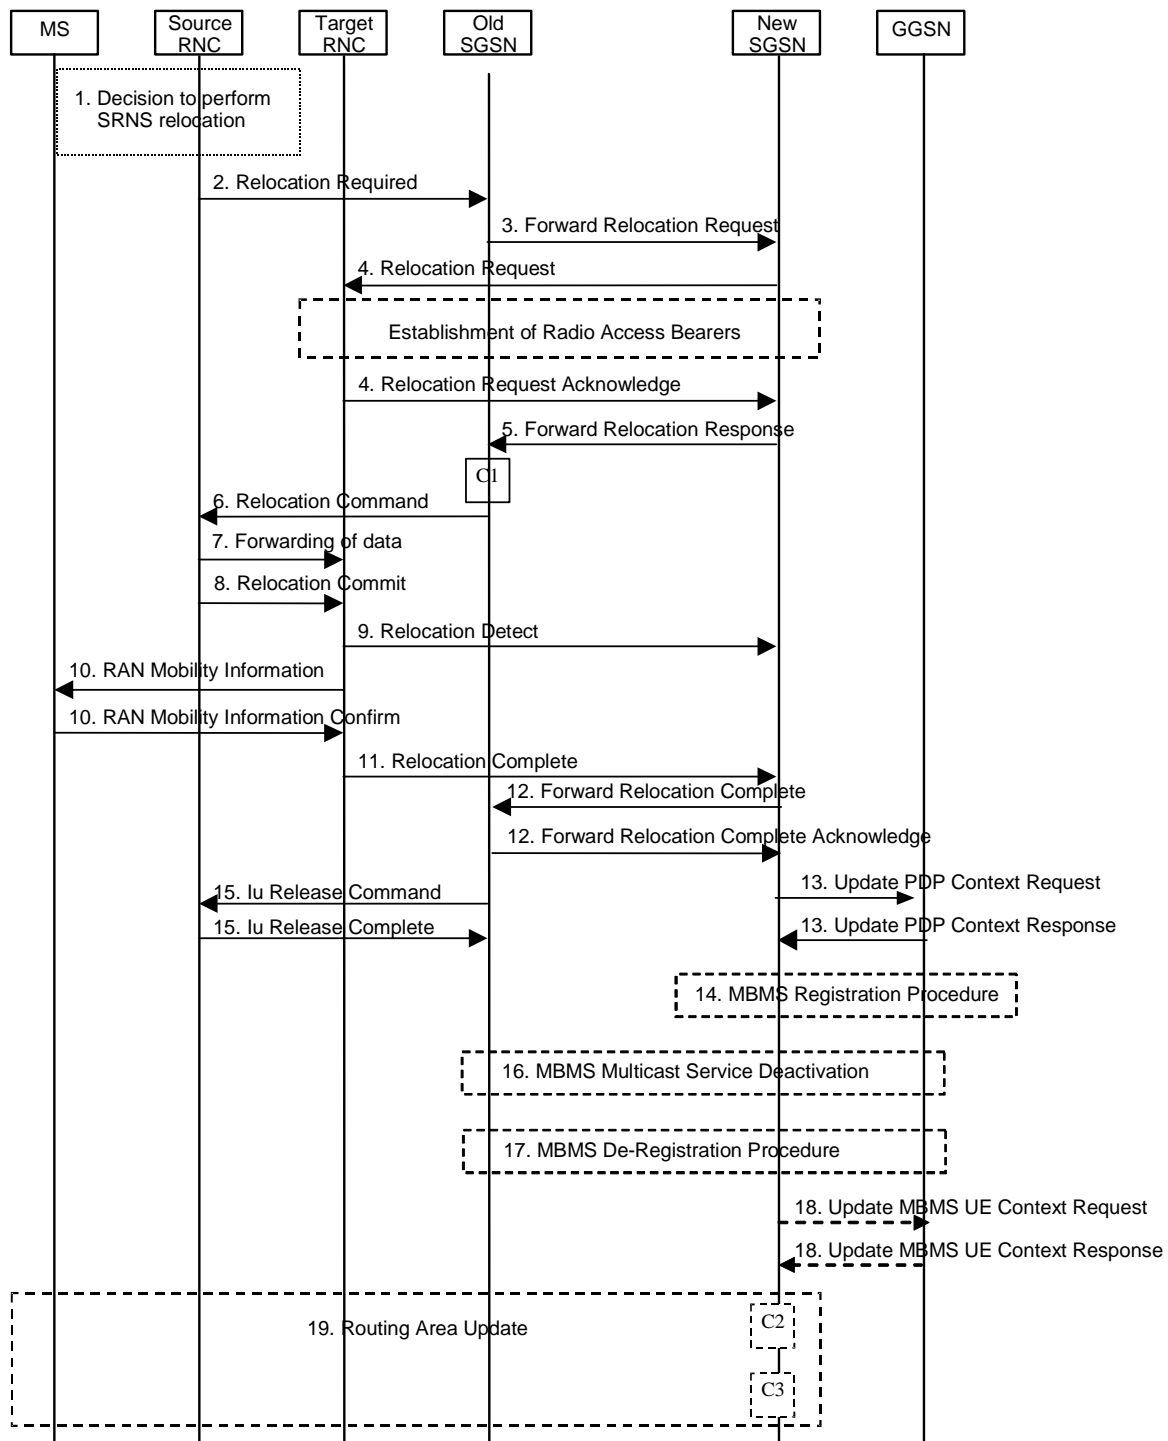 MS
Source
RNC
Target
RNC
Old
SGSN
New
SGSN
GGSN
1. Decision to perform
SRNS relocation
2. Relocation Required
3. Forward Relocation Request
4. Relocation Request
Establishment of Radio Access Bearers
4. Relocation Request Acknowledge
5. Forward Relocation Response
C1
6. Relocation Command
7. Forwarding of data
8. Relocation Commit
9. Relocation Detect
10. RAN Mobility Information
10. RAN Mobility Information Confirm
11. Relocation Complete
12. Forward Relocation Complete
12. Forward Relocation Complete Acknowledge
13. Update PDP Context Request
15. Iu Release Command
13. Update PDP Context Response
15. Iu Release Complete
14. MBMS Registration Procedure
16. MBMS Multicast Service Deactivation
17. MBMS De-Registration Procedure
18. Update MBMS UE Context Request
18. Update MBMS UE Context Response
C2
19. Routing Area Update
C3